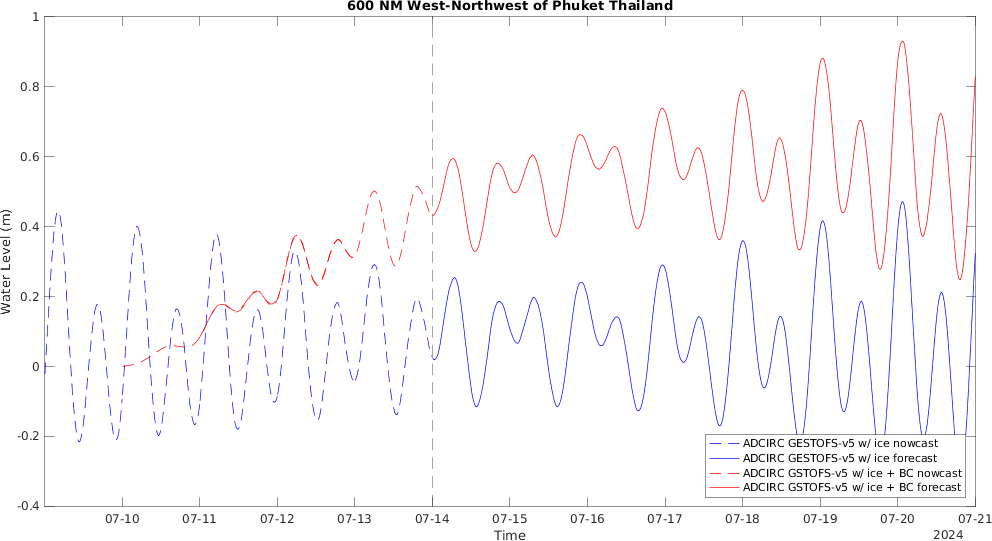 600 NM West-Northwest of Phuket Thailand
1
0.8
0.6
0.4
0.2
0
-0.2
-0.4
Water Level (m)
ADCIRC GESTOFS-v5 w/ ice nowcast
ADCIRC GESTOFS-v5 w/ ice forecast
ADCIRC GSTOFS-v5 w/ ice + BC nowcast
ADCIRC GSTOFS-v5 w/ ice + BC forecast
07-10 07-11 07-12 07-13 07-14 07-15 07-16 07-17 07-18 07-19 07-20 07-21
Time
2024